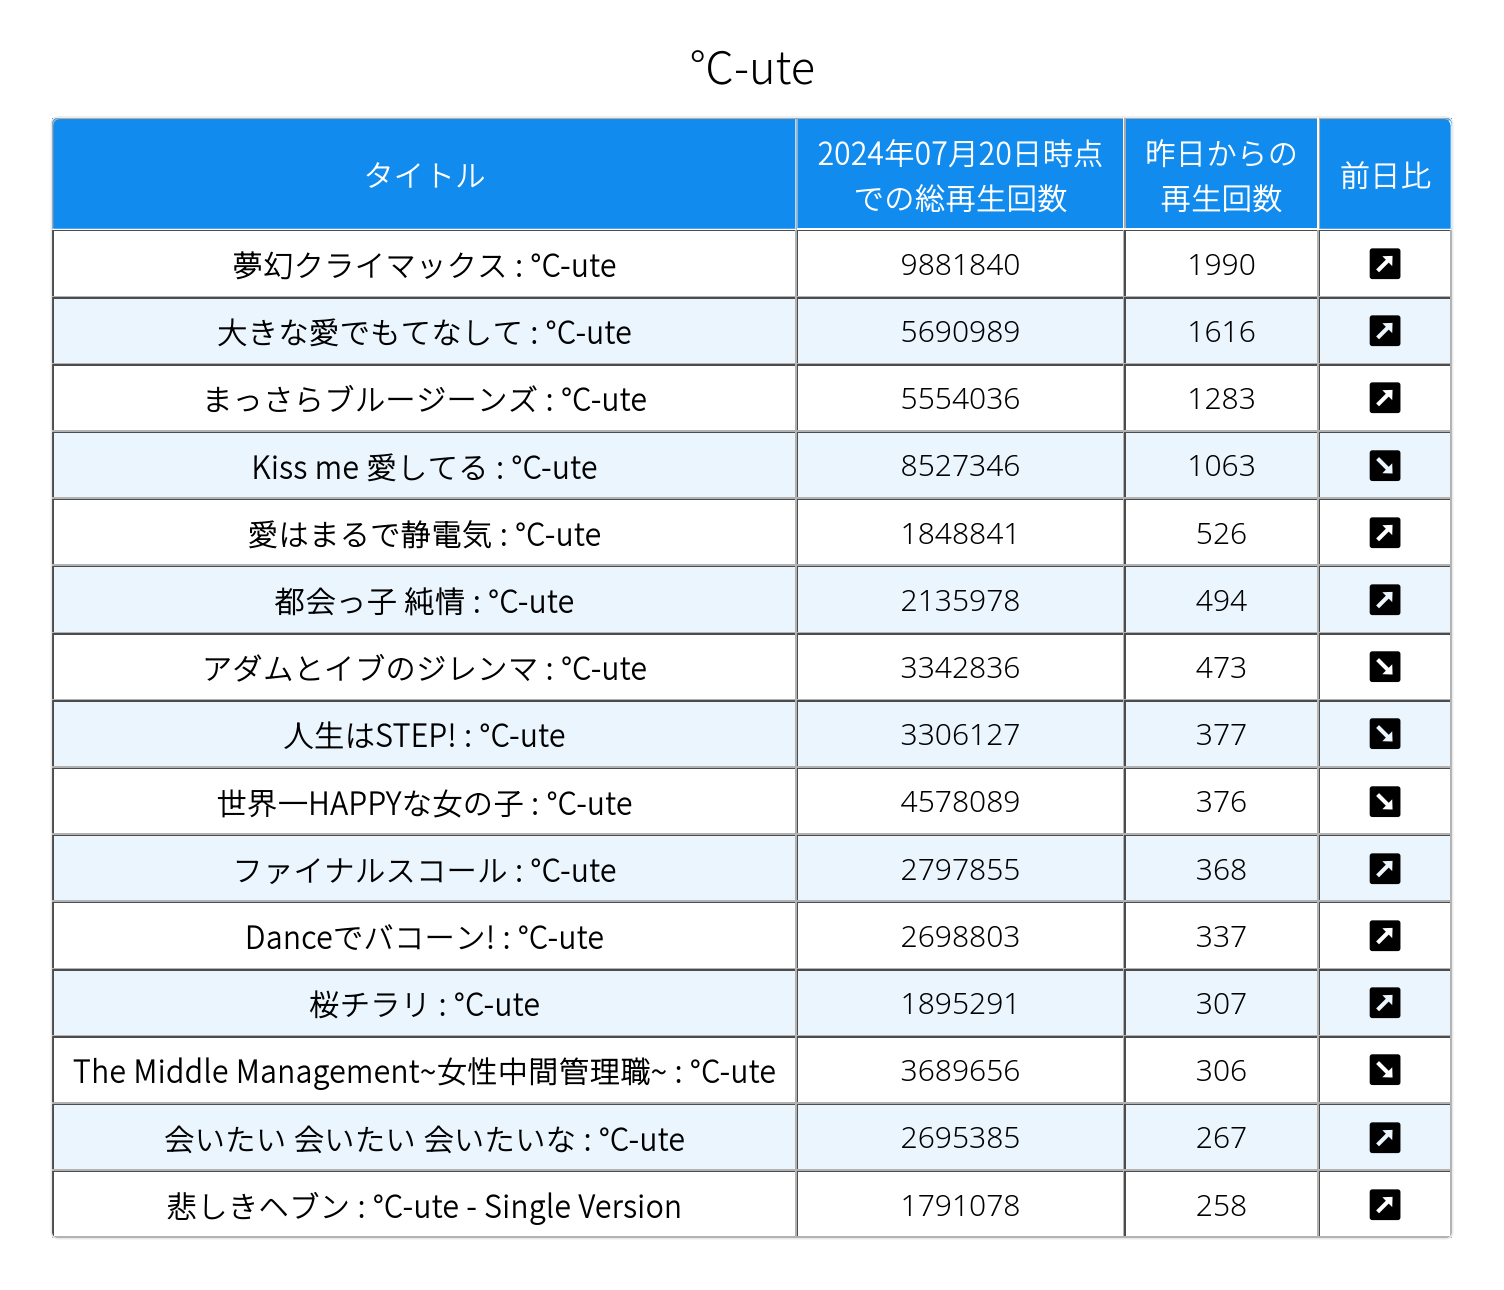 °C-ute
タイトル 2024年07月20日時点 昨日からの 前日比
での総再生回数 再生回数
夢幻クライマックス : °C-ute 9881840 1990 ↗
大きな愛でもてなして : °C-ute 5690989 1616 ↗
まっさらブルージーンズ : °C-ute 5554036 1283 ↗
Kiss me 愛してる : °C-ute 8527346 1063 ↘
愛はまるで静電気 : °C-ute 1848841 526 ↗
都会っ子 純情 : °C-ute 2135978 494 ↗
アダムとイブのジレンマ : °C-ute 3342836 473 ↘
人生はSTEP! : °C-ute 3306127 377 ↘
世界一HAPPYな女の子 : °C-ute 4578089 376 ↘
ファイナルスコール : °C-ute 2797855 368 ↗
Danceでバコーン! : °C-ute 2698803 337 ↗
桜チラリ : °C-ute 1895291 307 ↗
The Middle Management~女性中間管理職~ : °C-ute 3689656 306 ↘
会いたい 会いたい 会いたいな : °C-ute 2695385 267 ↗
悲しきヘブン : °C-ute - Single Version 1791078 258 ↗